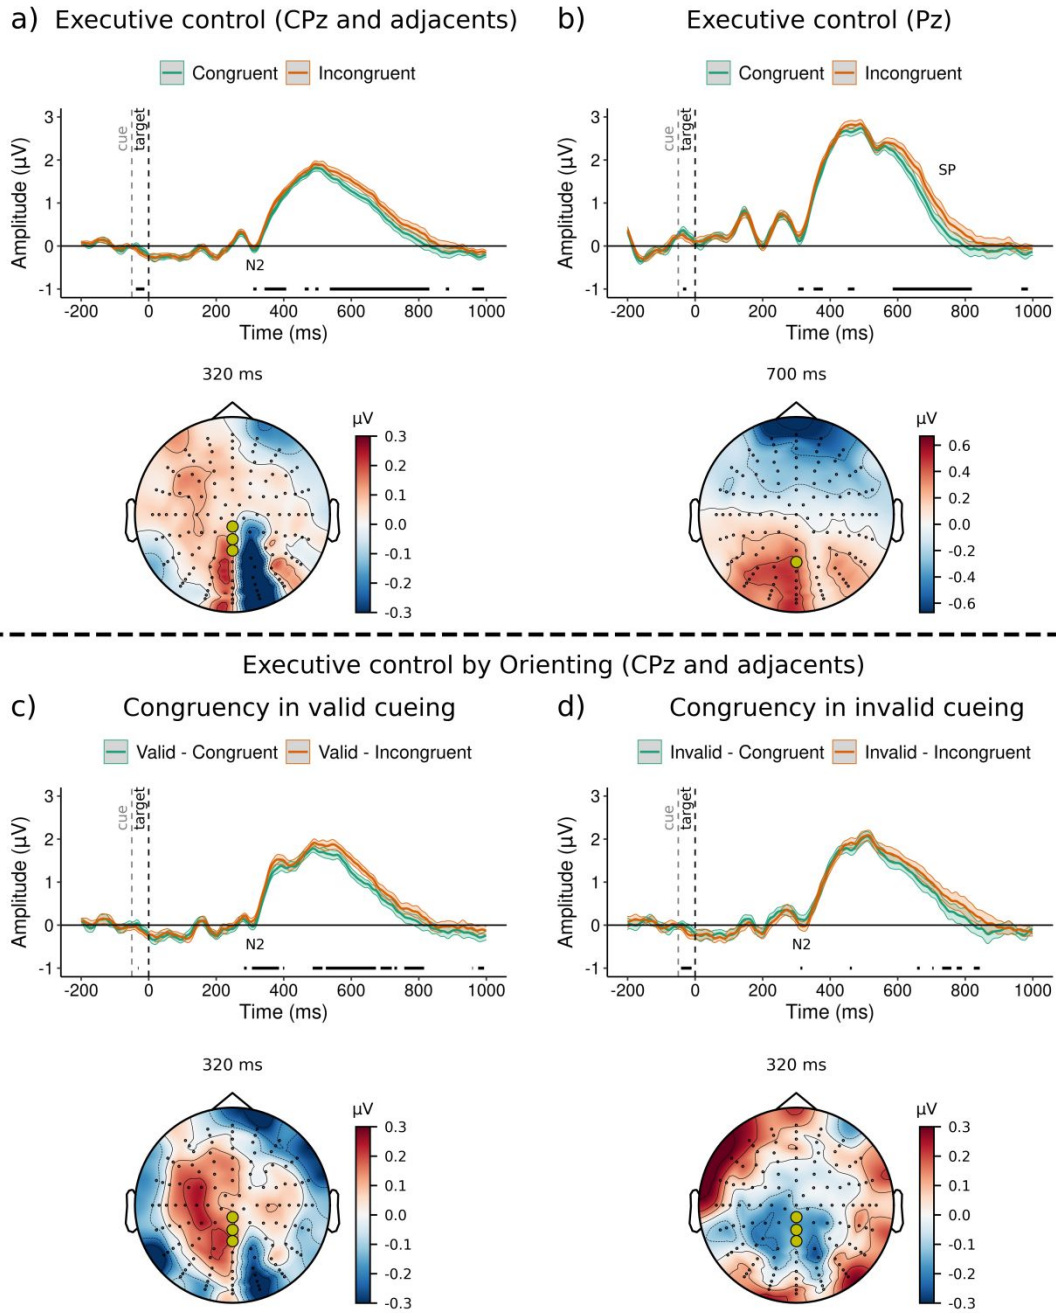 a) Executive control (CPz and adjacents)
Congruent Incongruent
cue
target
Amplitude (µV)
3
2
1
0
-1
N2
-200 0 200 400 600 800 1000
Time (ms)
320 ms
µV
0.3
0.2
0.1
0.0
-0.1
-0.2
-0.3
b) Executive control (Pz)
Congruent Incongruent
cue
target
Amplitude (µV)
3
2
1
0
-1
SP
-200 0 200 400 600 800 1000
Time (ms)
700 ms
µV
0.6
0.4
0.2
0.0
-0.2
-0.4
-0.6
Executive control by Orienting (CPz and adjacents)
c) Congruency in valid cueing
Valid - Congruent Valid - Incongruent
cue
target
Amplitude (µV)
3
2
1
0
-1
N2
-200 0 200 400 600 800 1000
Time (ms)
320 ms
µV
0.3
0.2
0.1
0.0
-0.1
-0.2
-0.3
d) Congruency in invalid cueing
Invalid - Congruent Invalid - Incongruent
cue
target
Amplitude (µV)
3
2
1
0
-1
N2
-200 0 200 400 600 800 1000
Time (ms)
320 ms
µV
0.3
0.2
0.1
0.0
-0.1
-0.2
-0.3